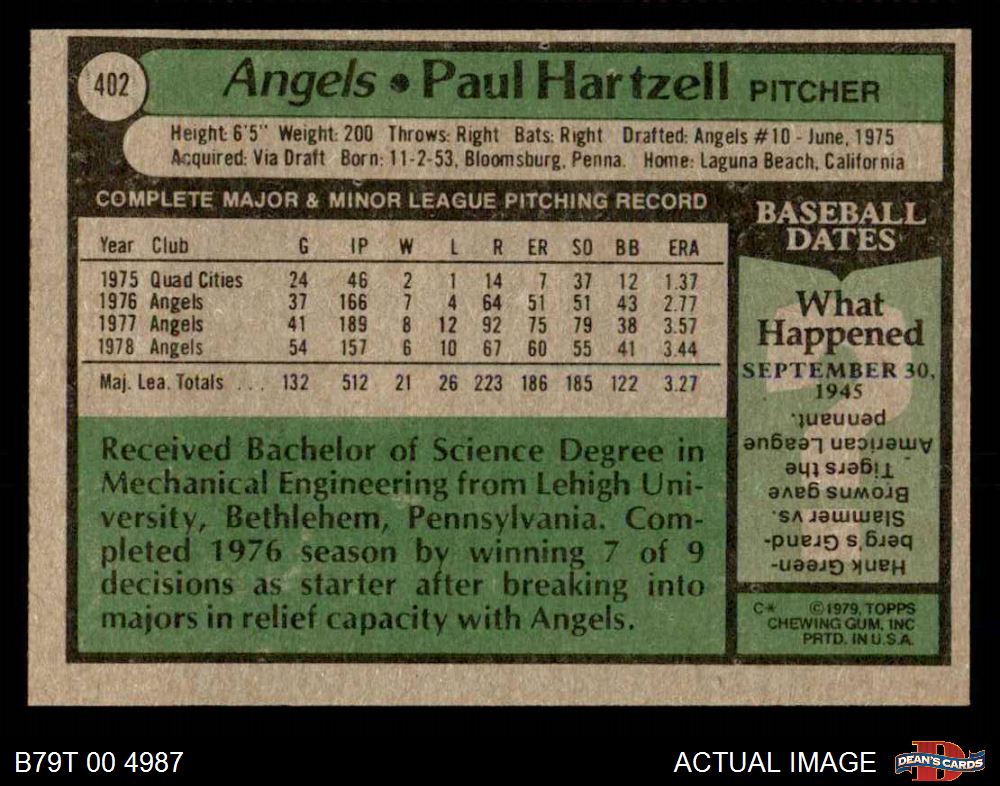 402
Angels • Paul Hartzell PITCHER
Height: 6'5" Weight: 200 Throws: Right Bats: Right Drafted: Angels #10 - June, 1975
Acquired: Via Draft Born: 11-2-53, Bloomsburg, Penna. Home: Laguna Beach, California
COMPLETE MAJOR & MINOR LEAGUE PITCHING RECORD
Year Club G IP W L R ER SO BB ERA
1975 Quad Cities 24 46 2 1 14 7 37 12 1.37
1976 Angels 37 166 7 4 64 51 51 43 2.77
1977 Angels 41 189 8 12 92 75 79 38 3.57
1978 Angels 54 157 6 10 67 60 55 41 3.44
Maj. Lea. Totals . . . 132 512 21 26 223 186 185 122 3.27
Received Bachelor of Science Degree in
Mechanical Engineering from Lehigh Uni-
versity, Bethlehem, Pennsylvania. Com-
pleted 1976 season by winning 7 of 9
decisions as starter after breaking into
majors in relief capacity with Angels.
BASEBALL
DATES
What
Happened
SEPTEMBER 30,
1945
Hank Green-
berg's Grand-
Slammer vs.
Browns gave
Tigers the
American League
pennant.
C* ©1979, TOPPS
CHEWING GUM, INC
PRTD. IN U.S.A.
B79T 00 4987
ACTUAL IMAGE
D
DEAN'S CARDS